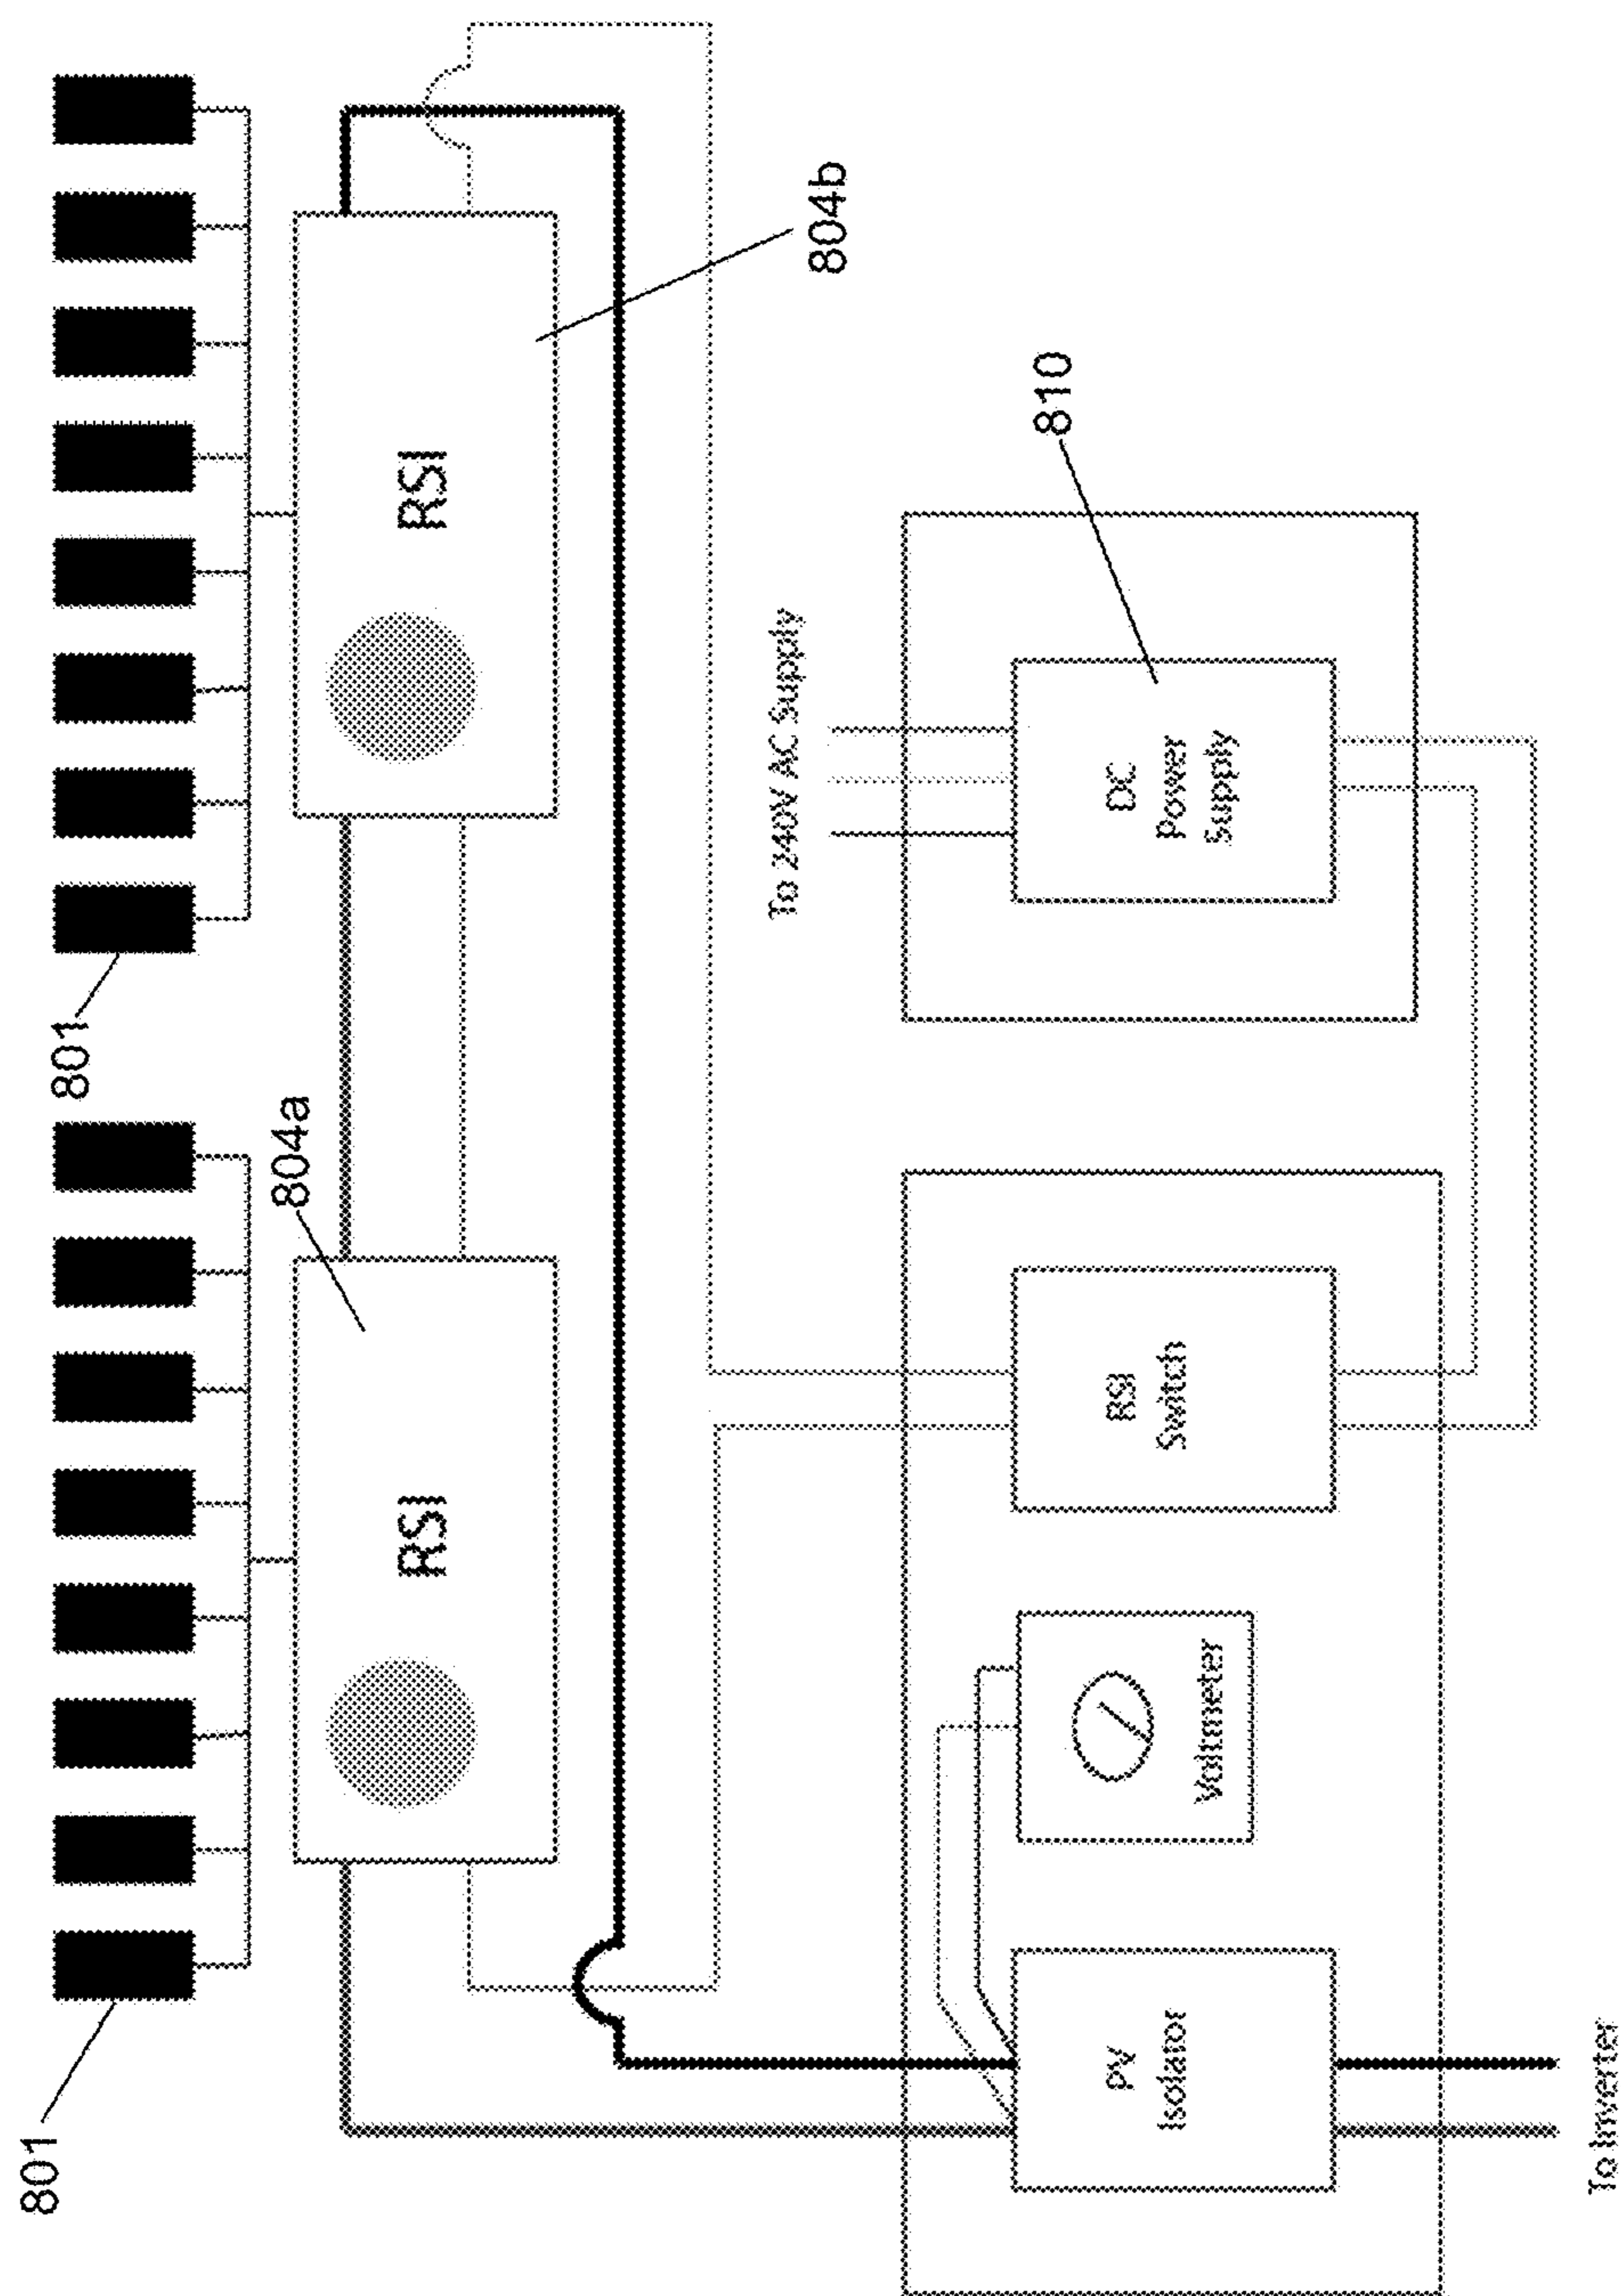 801
801
804a
RSI
RSI
804b
To 240V AC Supply
810
PV
Isolator
Voltmeter
RSI
Switch
DC
Power
Supply
To Inverter